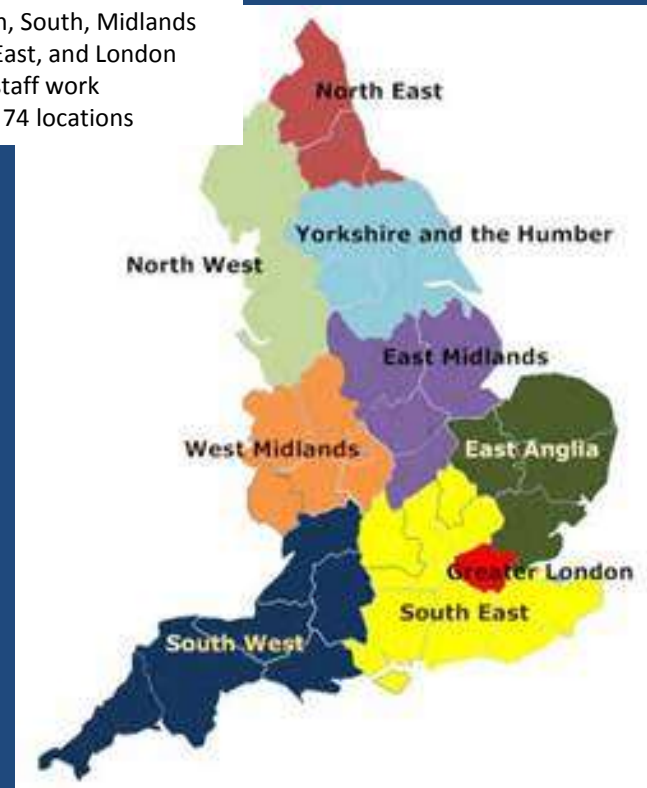 South, Midlands
East, and London
staff work
74 locations
North East
Yorkshire and the Humber
North West
East Midlands
West Midlands
East Anglia
Greater London
South East
South West